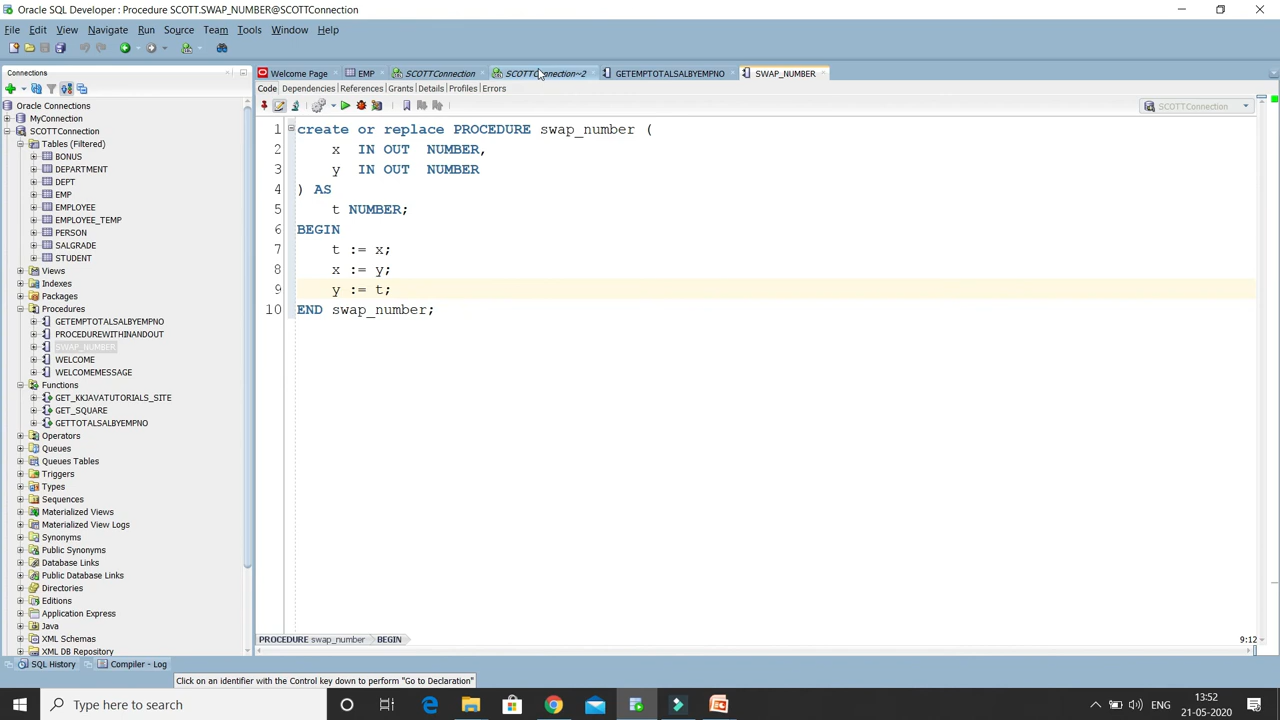 Oracle SQL Developer : Procedure SCOTT.SWAP_NUMBER@SCOTTConnection
File Edit View Navigate Run Source Team Tools Window Help
Connections
Oracle Connections
MyConnection
SCOTTConnection
Tables (Filtered)
BONUS
DEPARTMENT
DEPT
EMP
EMPLOYEE
EMPLOYEE_TEMP
PERSON
SALGRADE
STUDENT
Views
Indexes
Packages
Procedures
GETEMPTOTALSALBYEMPNO
PROCEDUREWITHINANDOUT
SWAP_NUMBER
WELCOME
WELCOMEMESSAGE
Functions
GET_KKJAVATUTORIALS_SITE
GET_SQUARE
GETTOTALSALBYEMPNO
Operators
Queues
Queues Tables
Triggers
Types
Sequences
Materialized Views
Materialized View Logs
Synonyms
Public Synonyms
Database Links
Public Database Links
Directories
Editions
Application Express
Java
XML Schemas
XML DB Repository
Welcome Page EMP SCOTTConnection SCOTTConnection~2 GETEMPTOTALSALBYEMPNO SWAP_NUMBER
Code Dependencies References Grants Details Profiles Errors
SCOTTConnection
1 create or replace PROCEDURE swap_number (
2 x IN OUT NUMBER,
3 y IN OUT NUMBER
4 ) AS
5 t NUMBER;
6 BEGIN
7 t := x;
8 x := y;
9 y := t;
10 END swap_number;
PROCEDURE swap_number BEGIN 9:12
SQL History Compiler - Log
Click on an identifier with the Control key down to perform "Go to Declaration"
Type here to search
ENG
13:52
21-05-2020